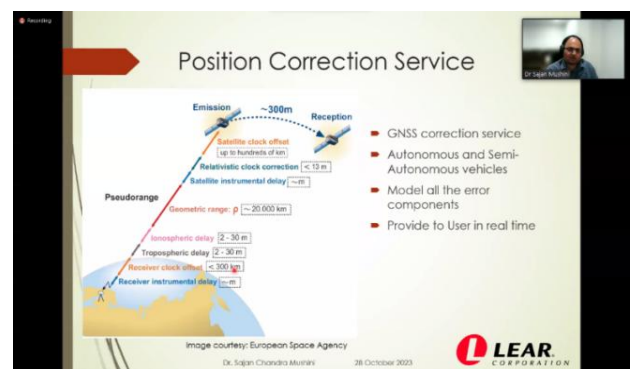 Recording
Position Correction Service
Dr Sajan Mushini
Emission
~300m
Reception
Satellite clock offset
up to hundreds of km
Relativistic clock correction < 13 m
Satellite instrumental delay ~m
Pseudorange
Geometric range: ρ ~ 20.000 km
Ionospheric delay 2 - 30 m
Tropospheric delay 2 - 30 m
Receiver clock offset < 300 km
Receiver instrumental delay ~m
GNSS correction service
Autonomous and Semi-
Autonomous vehicles
Model all the error
components
Provide to User in real time
Image courtesy: European Space Agency
Dr. Sajan Chandra Mushini
28 October 2023
LEAR.
CORPORATION